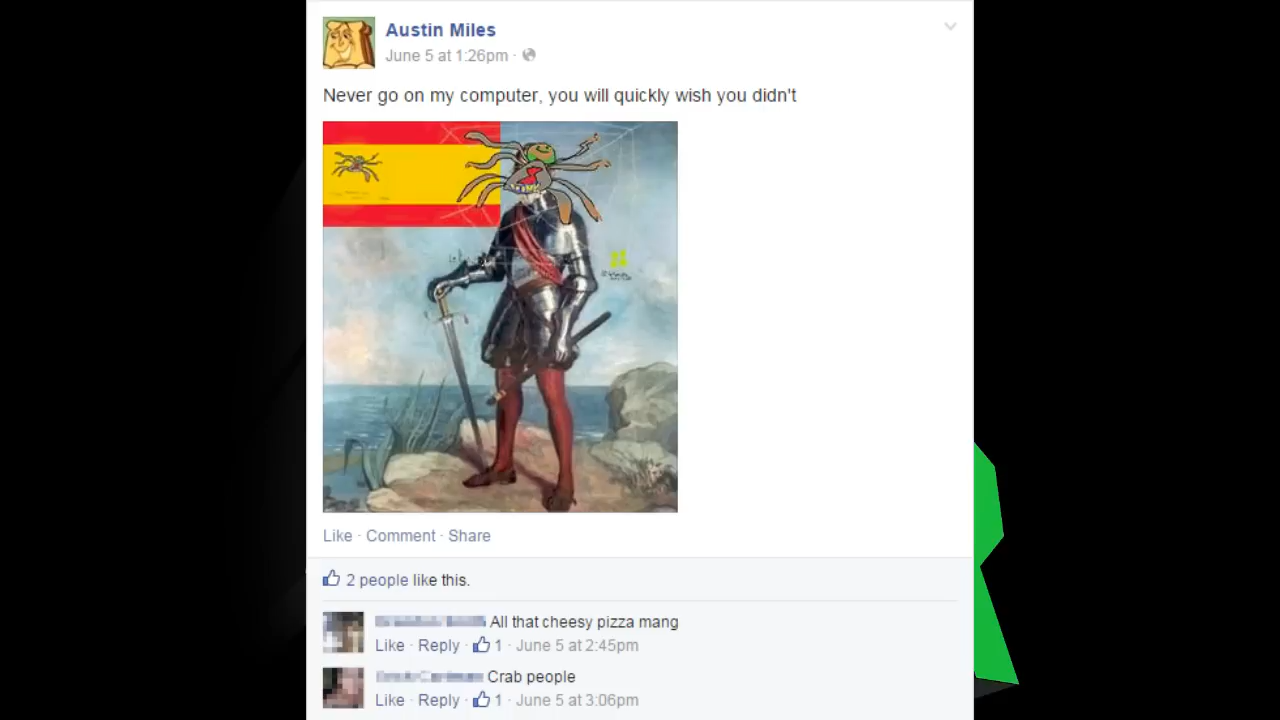 Austin Miles
June 5 at 1:26pm ·
Never go on my computer, you will quickly wish you didn't
Like · Comment · Share
2 people like this.
All that cheesy pizza mang
Like · Reply · 1 · June 5 at 2:45pm
Crab people
Like · Reply · 1 · June 5 at 3:06pm